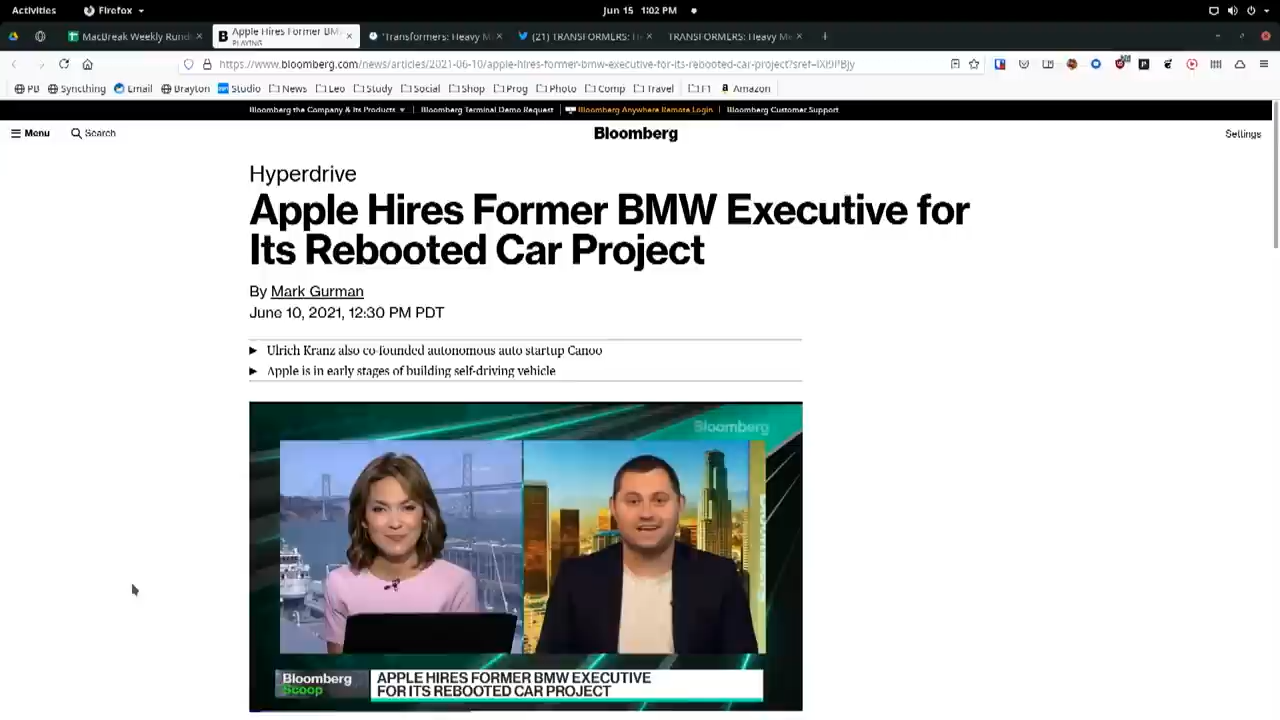 Activities
Firefox
Jun 15 1:02 PM
MacBreak Weekly Rund
Apple Hires Former BM
PLAYING
'Transformers: Heavy M
(21) TRANSFORMERS: H
TRANSFORMERS: Heavy Me
https://www.bloomberg.com/news/articles/2021-06-10/apple-hires-former-bmw-executive-for-its-rebooted-car-project?sref=
PB
Syncthing
Email
Brayton
Studio
News
Leo
Study
Social
Shop
Prog
Photo
Comp
Travel
F1
Amazon
Bloomberg the Company & Its Products
Bloomberg Terminal Demo Request
Bloomberg Anywhere Remote Login
Bloomberg Customer Support
Menu
Search
Bloomberg
Settings
Hyperdrive
Apple Hires Former BMW Executive for
Its Rebooted Car Project
By Mark Gurman
June 10, 2021, 12:30 PM PDT
Ulrich Kranz also co-founded autonomous auto startup Canoo
Apple is in early stages of building self-driving vehicle
Bloomberg
Bloomberg
Scoop
APPLE HIRES FORMER BMW EXECUTIVE
FOR ITS REBOOTED CAR PROJECT